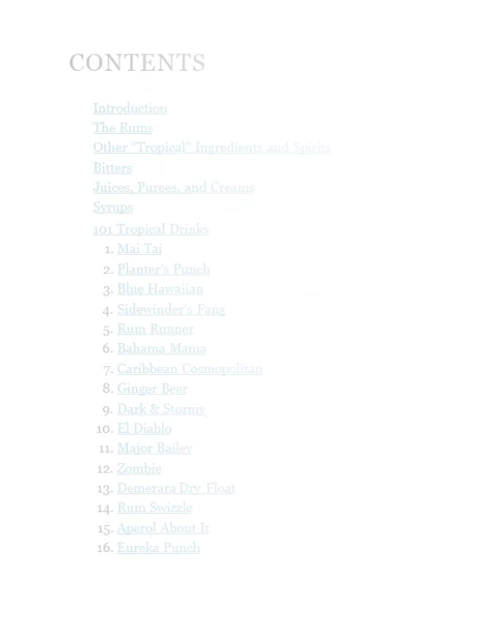 CONTENTS
Introduction
The Rums
Other "Tropical" Ingredients and Spirits
Bitters
Juices, Purees, and Creams
Syrups
101 Tropical Drinks
1. Mai Tai
2. Planter's Punch
3. Blue Hawaiian
4. Sidewinder's Fang
5. Rum Runner
6. Bahama Mama
7. Caribbean Cosmopolitan
8. Ginger Beer
9. Dark & Stormy
10. El Diablo
11. Major Bailey
12. Zombie
13. Demerara Dry Float
14. Rum Swizzle
15. Aperol About It
16. Eureka Punch